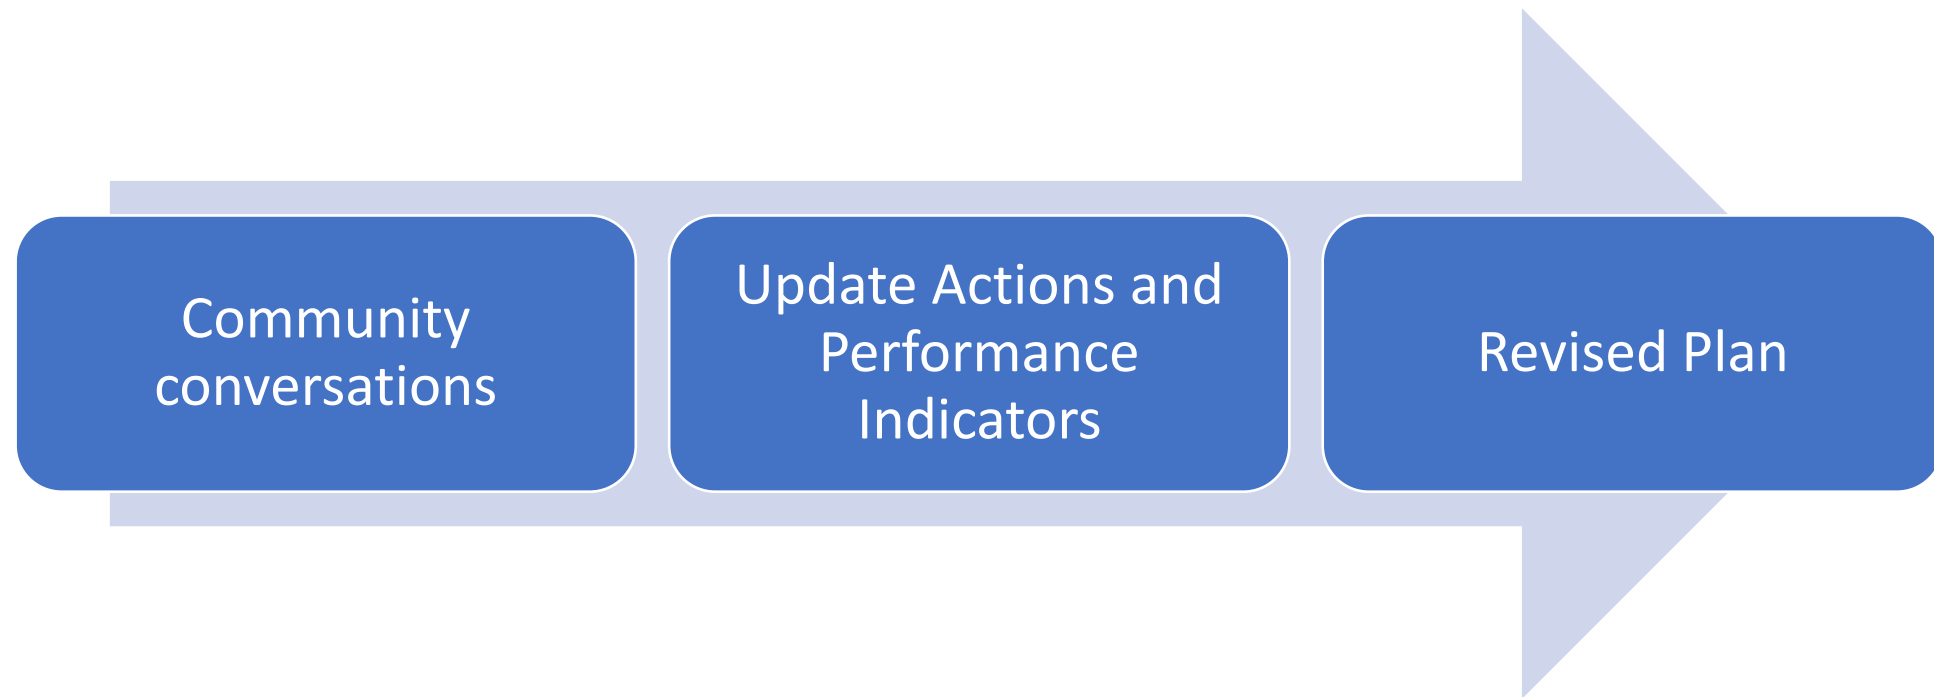 Community
conversations
Update Actions and
Performance
Indicators
Revised Plan